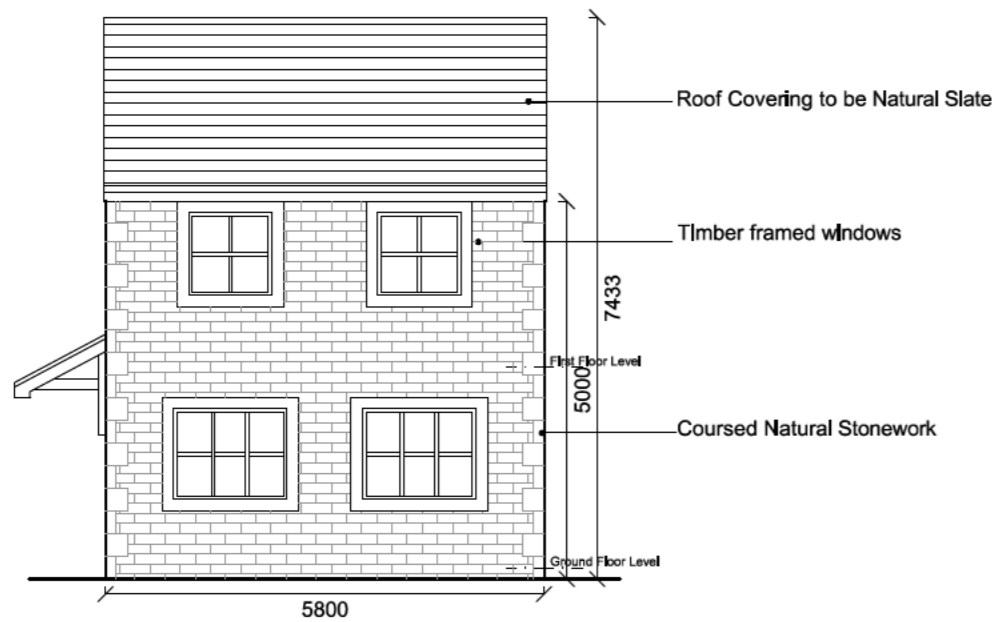 Roof Covering to be Natural Slate
Timber framed windows
7433
First Floor Level
5000
Coursed Natural Stonework
Ground Floor Level
5800